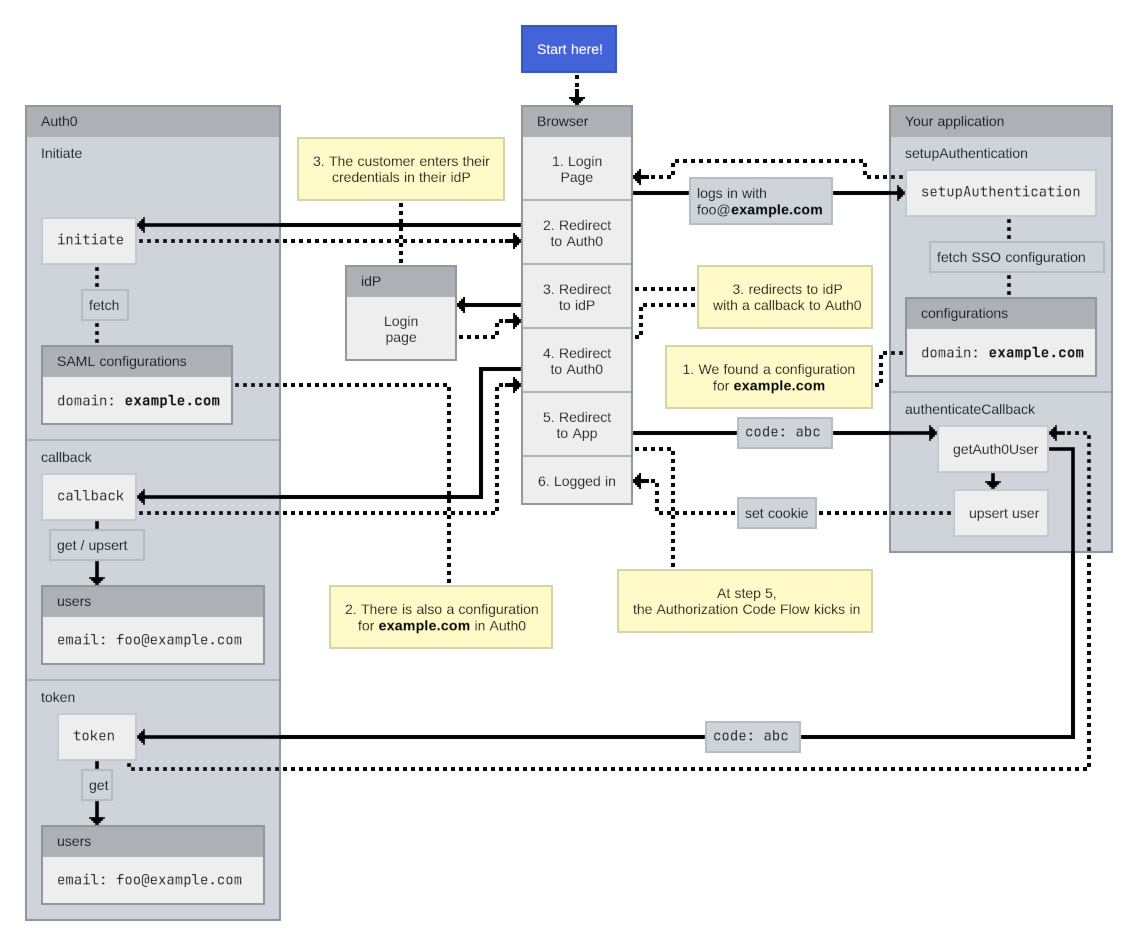 Start here!
Auth0
Initiate
initiate
fetch
SAML configurations
domain: example.com
callback
callback
get / upsert
users
email: foo@example.com
token
token
get
users
email: foo@example.com
3. The customer enters their
credentials in their idP
idP
Login
page
2. There is also a configuration
for example.com in Auth0
Browser
1. Login
Page
2. Redirect
to Auth0
3. Redirect
to idP
4. Redirect
to Auth0
5. Redirect
to App
6. Logged in
logs in with
foo@example.com
3. redirects to idP
with a callback to Auth0
1. We found a configuration
for example.com
code: abc
set cookie
At step 5,
the Authorization Code Flow kicks in
code: abc
Your application
setupAuthentication
setupAuthentication
fetch SSO configuration
configurations
domain: example.com
authenticateCallback
getAuth0User
upsert user